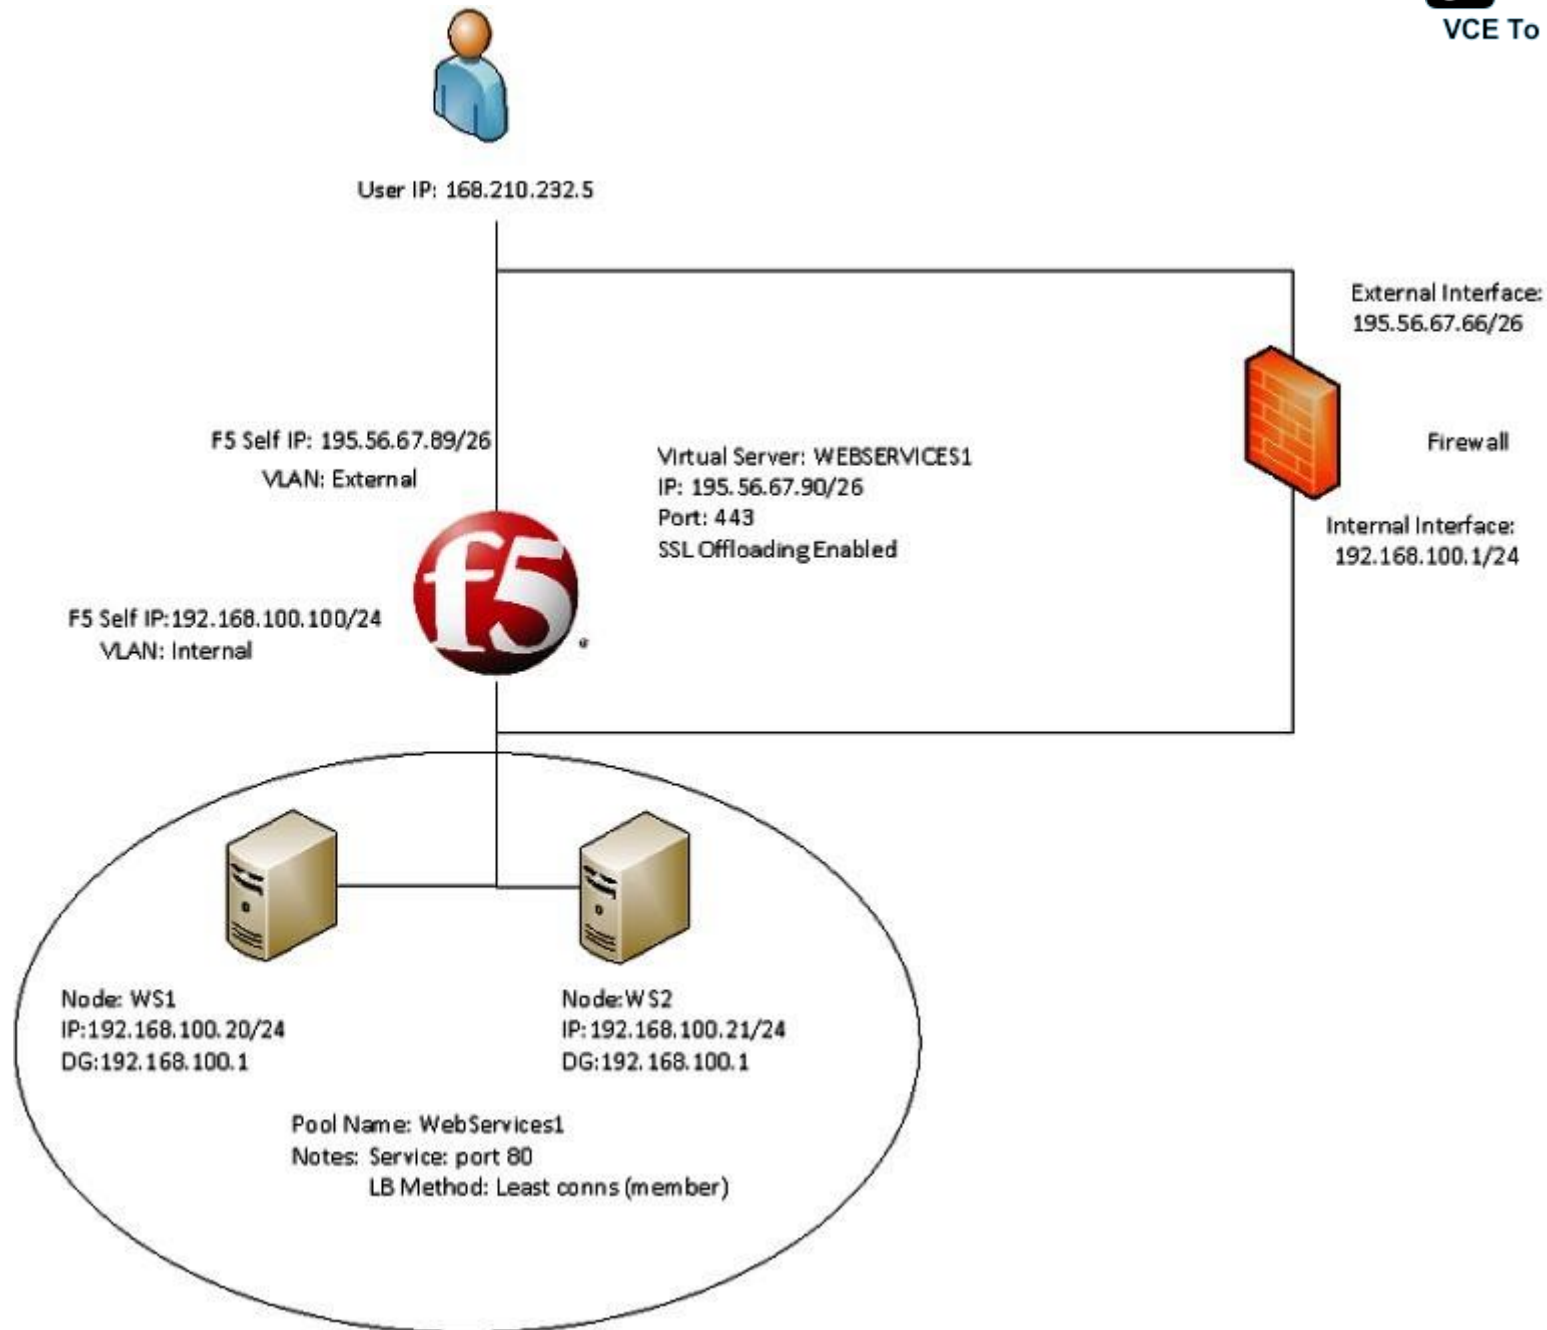 VCE To
User IP: 168.210.232.5
External Interface:
195.56.67.66/26
F5 Self IP: 195.56.67.89/26
VLAN: External
Virtual Server: WEBSERVICES1
IP: 195.56.67.90/26
Port: 443
SSL Offloading Enabled
Firewall
Internal Interface:
192.168.100.1/24
f5
F5 Self IP:192.168.100.100/24
VLAN: Internal
Node: WS1
IP:192.168.100.20/24
DG:192.168.100.1
Node:WS2
IP:192.168.100.21/24
DG:192.168.100.1
Pool Name: WebServices1
Notes: Service: port 80
LB Method: Least conns (member)